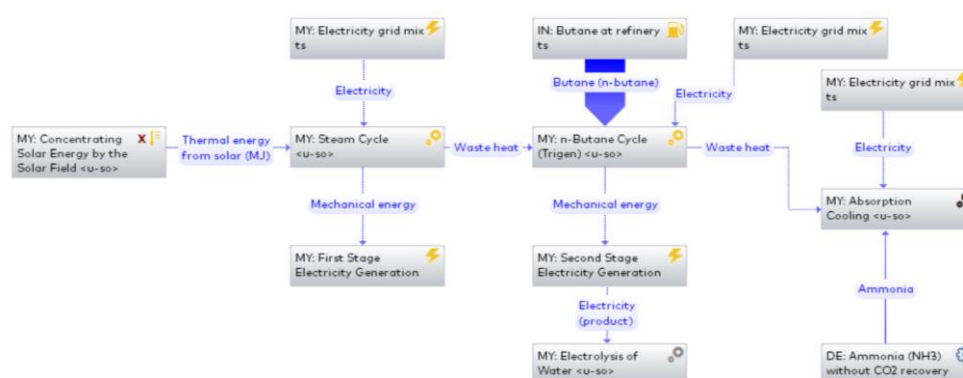 MY: Electricity grid mix
ts
IN: Butane at refinery
ts
MY: Electricity grid mix
ts
MY: Electricity grid mix
ts
Electricity
Butane (n-butane)
Electricity
MY: Concentrating
Solar Energy by the
Solar Field <u-so>
X
Thermal energy
from solar (MJ)
MY: Steam Cycle
<u-so>
Waste heat
MY: n-Butane Cycle
(Trigen) <u-so>
Waste heat
Electricity
Mechanical energy
Mechanical energy
MY: Absorption
Cooling <u-so>
MY: First Stage
Electricity Generation
MY: Second Stage
Electricity Generation
Ammonia
Electricity
(product)
MY: Electrolysis of
Water <u-so>
DE: Ammonia (NH3)
without CO2 recovery